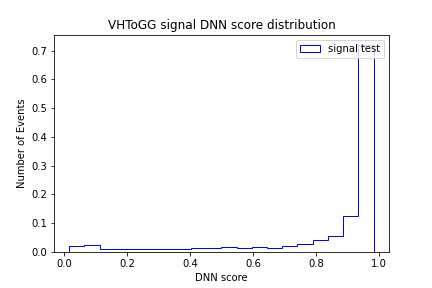 VHToGG signal DNN score distribution
signal test
Number of Events
0.7
0.6
0.5
0.4
0.3
0.2
0.1
0.0
0.0 0.2 0.4 0.6 0.8 1.0
DNN score